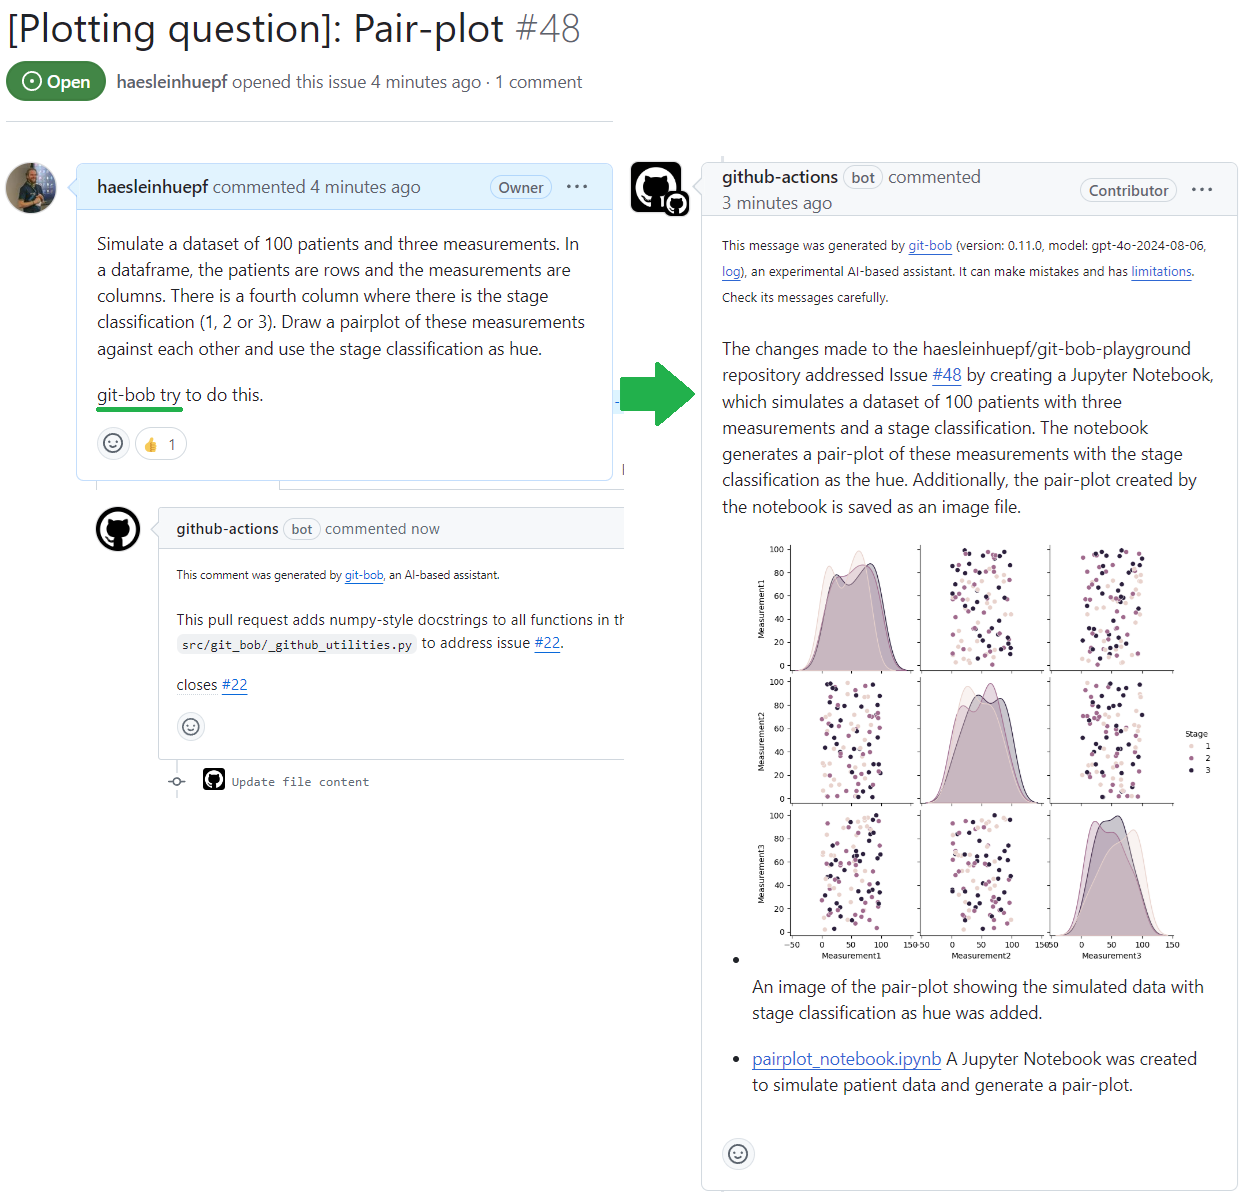 [Plotting question]: Pair-plot #48
Open haesleinhuepf opened this issue 4 minutes ago · 1 comment
haesleinhuepf commented 4 minutes ago Owner ···
Simulate a dataset of 100 patients and three measurements. In
a dataframe, the patients are rows and the measurements are
columns. There is a fourth column where there is the stage
classification (1, 2 or 3). Draw a pairplot of these measurements
against each other and use the stage classification as hue.
git-bob try to do this.
👍 1
github-actions bot commented now
This comment was generated by git-bob, an AI-based assistant.
This pull request adds numpy-style docstrings to all functions in th
src/git_bob/_github_utilities.py to address issue #22.
closes #22
Update file content
github-actions bot commented
3 minutes ago
Contributor ···
This message was generated by git-bob (version: 0.11.0, model: gpt-4o-2024-08-06,
log), an experimental AI-based assistant. It can make mistakes and has limitations.
Check its messages carefully.
The changes made to the haesleinhuepf/git-bob-playground
repository addressed Issue #48 by creating a Jupyter Notebook,
which simulates a dataset of 100 patients with three
measurements and a stage classification. The notebook
generates a pair-plot of these measurements with the stage
classification as the hue. Additionally, the pair-plot created by
the notebook is saved as an image file.
Measurement1
100
80
60
40
20
0
Measurement2
100
80
60
40
20
0
Measurement3
100
80
60
40
20
0
Stage
1
2
3
−50 0 50 100 150
0 50 100
0 50 100 150
Measurement1 Measurement2 Measurement3
• An image of the pair-plot showing the simulated data with
stage classification as hue was added.
• pairplot_notebook.ipynb A Jupyter Notebook was created
to simulate patient data and generate a pair-plot.